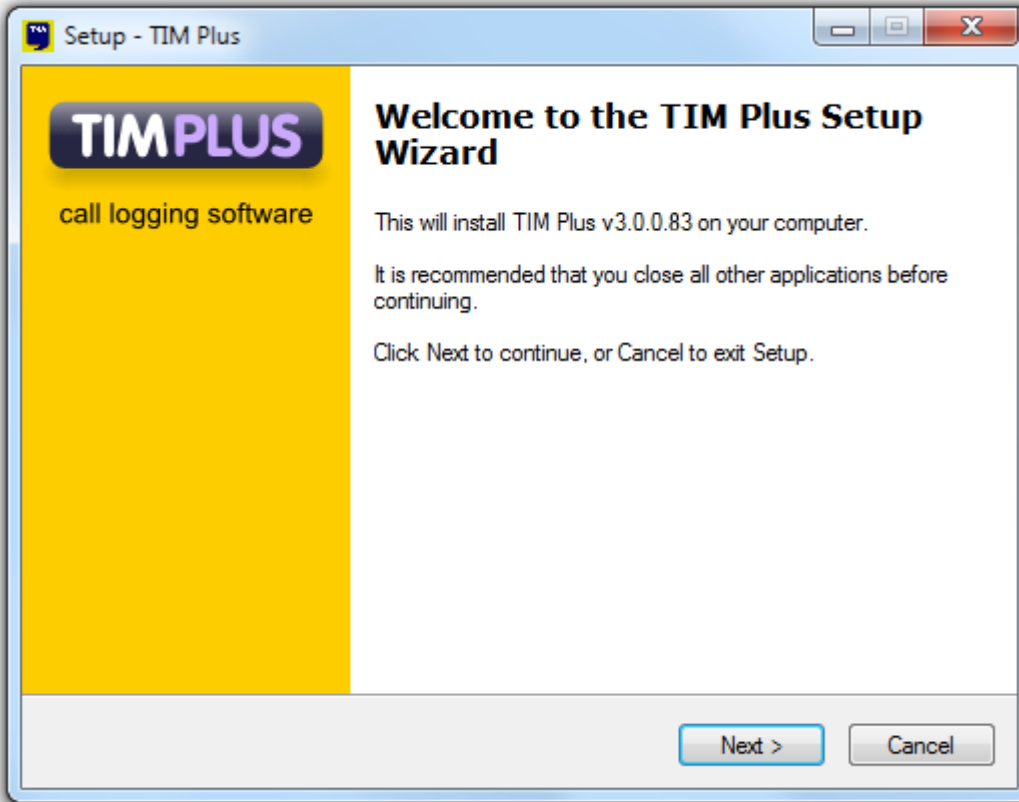 Setup - TIM Plus
TIMPLUS
call logging software
Welcome to the TIM Plus Setup
Wizard
This will install TIM Plus v3.0.0.83 on your computer.
It is recommended that you close all other applications before
continuing.
Click Next to continue, or Cancel to exit Setup.
Next >
Cancel